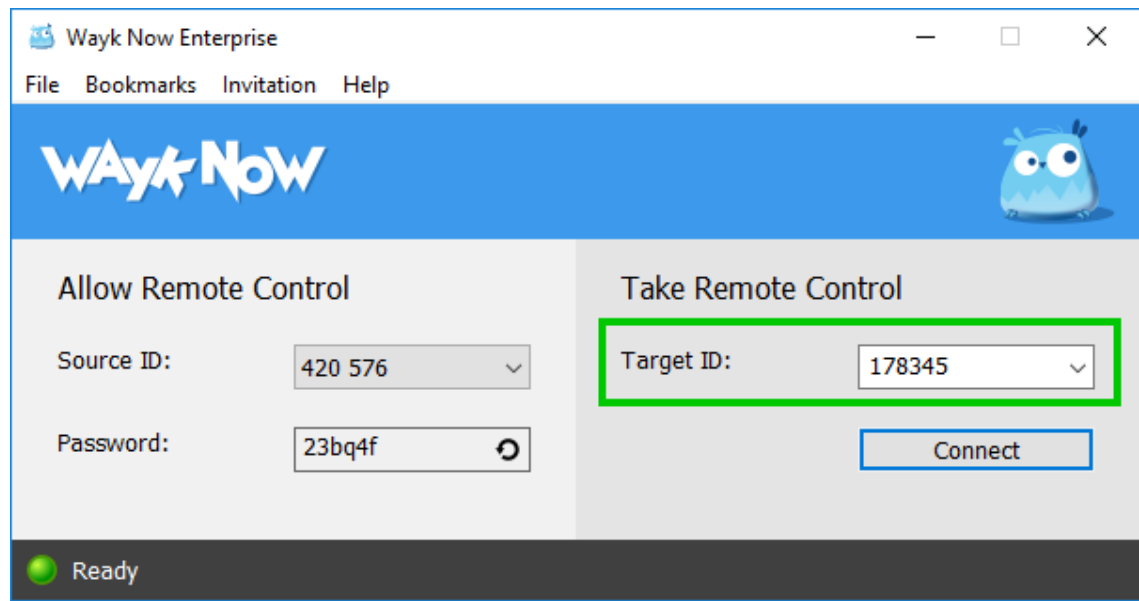 Wayk Now Enterprise
File Bookmarks Invitation Help
WAyk NoW
Allow Remote Control
Source ID: 420 576
Password: 23bq4f
Take Remote Control
Target ID: 178345
Connect
Ready